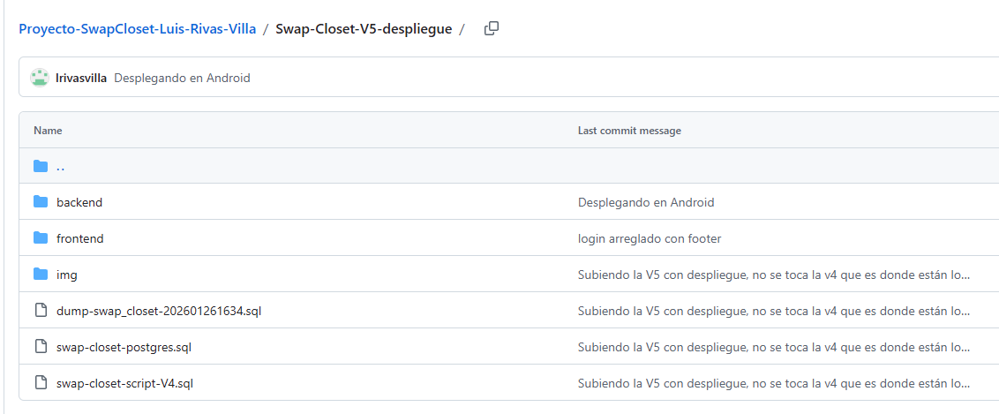 Proyecto-SwapCloset-Luis-Rivas-Villa / Swap-Closet-V5-despliegue /
lrivasvilla Desplegando en Android
Name Last commit message
..
backend Desplegando en Android
frontend login arreglado con footer
img Subiendo la V5 con despliegue, no se toca la v4 que es donde están lo...
dump-swap_closet-202601261634.sql Subiendo la V5 con despliegue, no se toca la v4 que es donde están lo...
swap-closet-postgres.sql Subiendo la V5 con despliegue, no se toca la v4 que es donde están lo...
swap-closet-script-V4.sql Subiendo la V5 con despliegue, no se toca la v4 que es donde están lo...